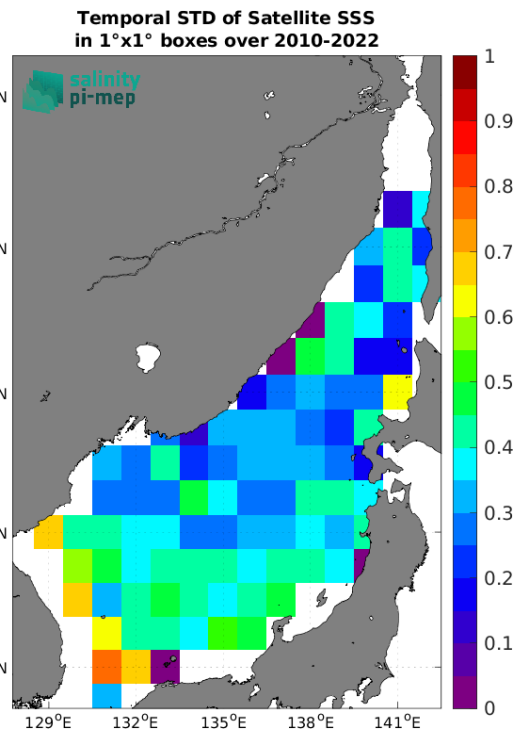 Temporal STD of Satellite SSS
in 1°x1° boxes over 2010-2022
salinity
pi-mep
N
N
N
N
N
1
0.9
0.8
0.7
0.6
0.5
0.4
0.3
0.2
0.1
0
129°E
132°E
135°E
138°E
141°E